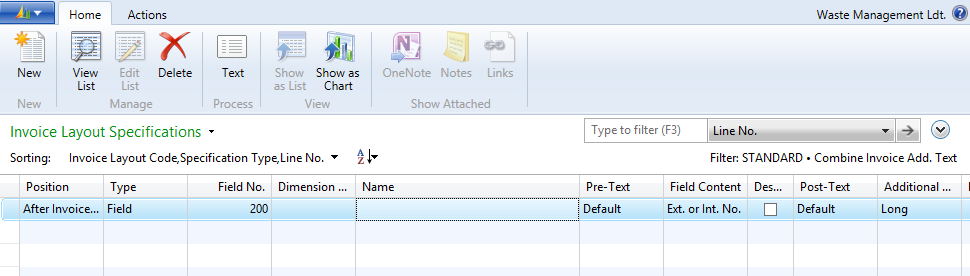 Home Actions Waste Management Ldt.
New View List Edit List Delete Text Show as List Show as Chart OneNote Notes Links
New Manage Process View Show Attached
Invoice Layout Specifications Type to filter (F3) Line No.
Sorting: Invoice Layout Code,Specification Type,Line No. A Z Filter: STANDARD • Combine Invoice Add. Text
Position Type Field No. Dimension ... Name Pre-Text Field Content Des... Post-Text Additional ...
After Invoice... Field 200 Default Ext. or Int. No. Default Long